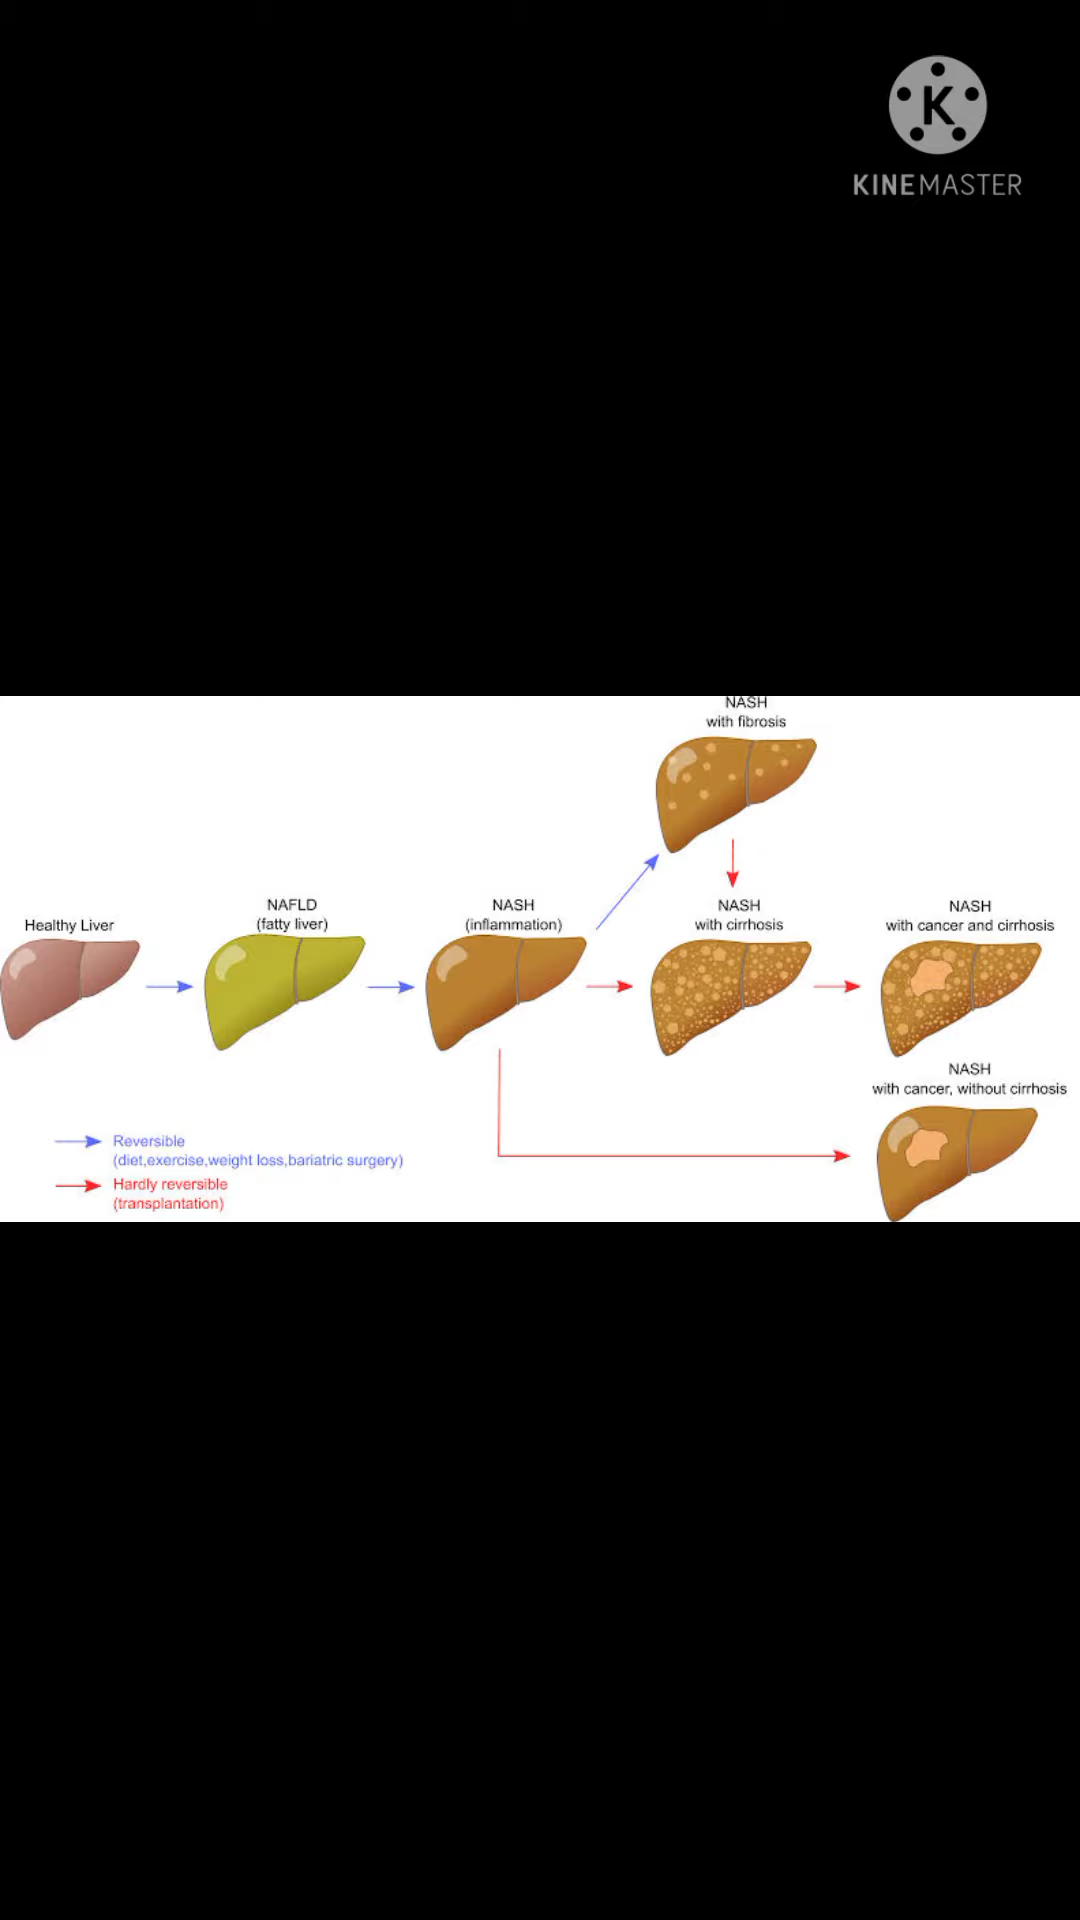 K
KINEMASTER
NASH
with fibrosis
Healthy Liver
NAFLD
(fatty liver)
NASH
(inflammation)
NASH
with cirrhosis
NASH
with cancer and cirrhosis
NASH
with cancer, without cirrhosis
Reversible
(diet,exercise,weight loss,bariatric surgery)
Hardly reversible
(transplantation)